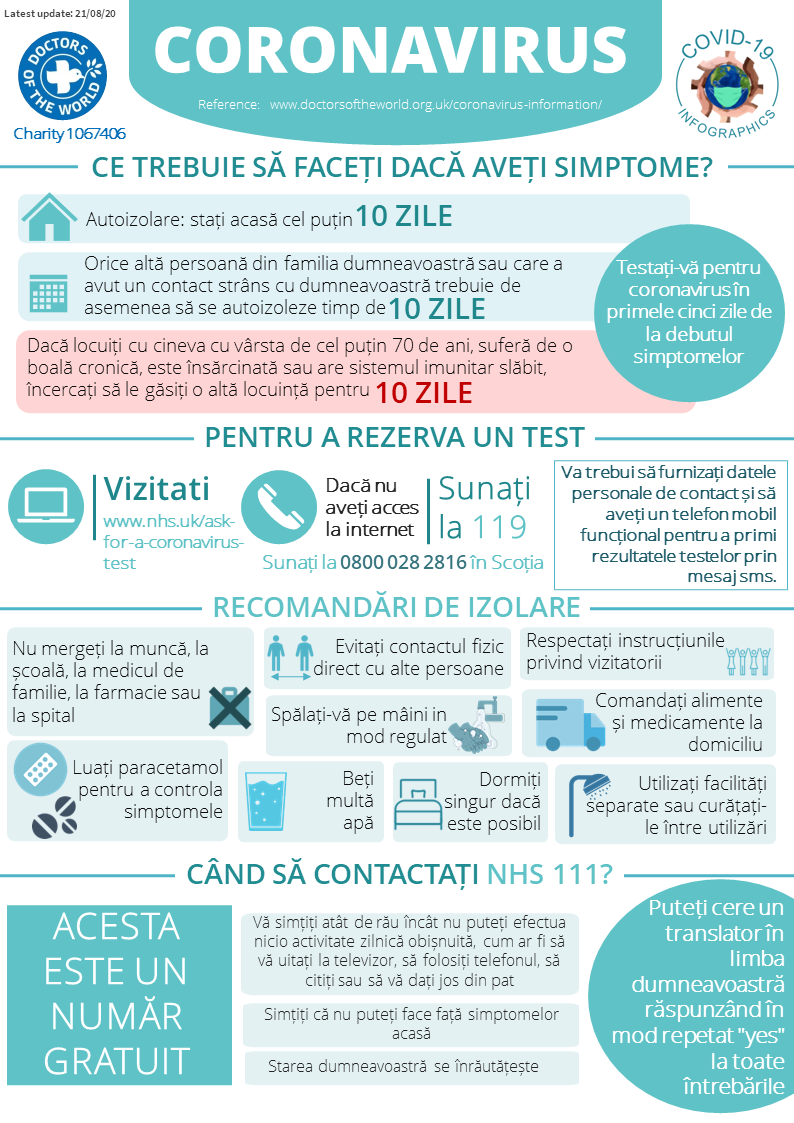 Latest update: 21/08/20
DOCTORS OF THE WORLD
Charity 1067406
CORONAVIRUS
Reference: www.doctorsoftheworld.org.uk/coronavirus-information/
COVID-19
INFOGRAPHICS
CE TREBUIE SĂ FACEȚI DACĂ AVEȚI SIMPTOME?
Autoizolare: stați acasă cel puțin 10 ZILE
Orice altă persoană din familia dumneavoastră sau care a
avut un contact strâns cu dumneavoastră trebuie de
asemenea să se autoizoleze timp de 10 ZILE
Dacă locuiți cu cineva cu vârsta de cel puțin 70 de ani, suferă de o
boală cronică, este însărcinată sau are sistemul imunitar slăbit,
încercați să le găsiți o altă locuință pentru 10 ZILE
Testați-vă pentru
coronavirus în
primele cinci zile de
la debutul
simptomelor
PENTRU A REZERVA UN TEST
Vizitati
www.nhs.uk/ask-
for-a-coronavirus-
test
Dacă nu
aveți acces
la internet
Sunați
la 119
Sunați la 0800 028 2816 în Scoția
Va trebui să furnizați datele
personale de contact și să
aveți un telefon mobil
funcțional pentru a primi
rezultatele testelor prin
mesaj sms.
RECOMANDĂRI DE IZOLARE
Nu mergeți la muncă, la
școală, la medicul de
familie, la farmacie sau
la spital
Evitați contactul fizic
direct cu alte persoane
Respectați instrucțiunile
privind vizitatorii
Spălați-vă pe mâini in
mod regulat
Comandați alimente
și medicamente la
domiciliu
Luați paracetamol
pentru a controla
simptomele
Beți
multă
apă
Dormiți
singur dacă
este posibil
Utilizați facilități
separate sau curățați-
le între utilizări
CÂND SĂ CONTACTAȚI NHS 111?
ACESTA
ESTE UN
NUMĂR
GRATUIT
Vă simțiți atât de rău încât nu puteți efectua
nicio activitate zilnică obișnuită, cum ar fi să
vă uitați la televizor, să folosiți telefonul, să
citiți sau să vă dați jos din pat
Simțiți că nu puteți face față simptomelor
acasă
Starea dumneavoastră se înrăutățește
Puteți cere un
translator în
limba
dumneavoastră
răspunzând în
mod repetat "yes"
la toate
întrebările